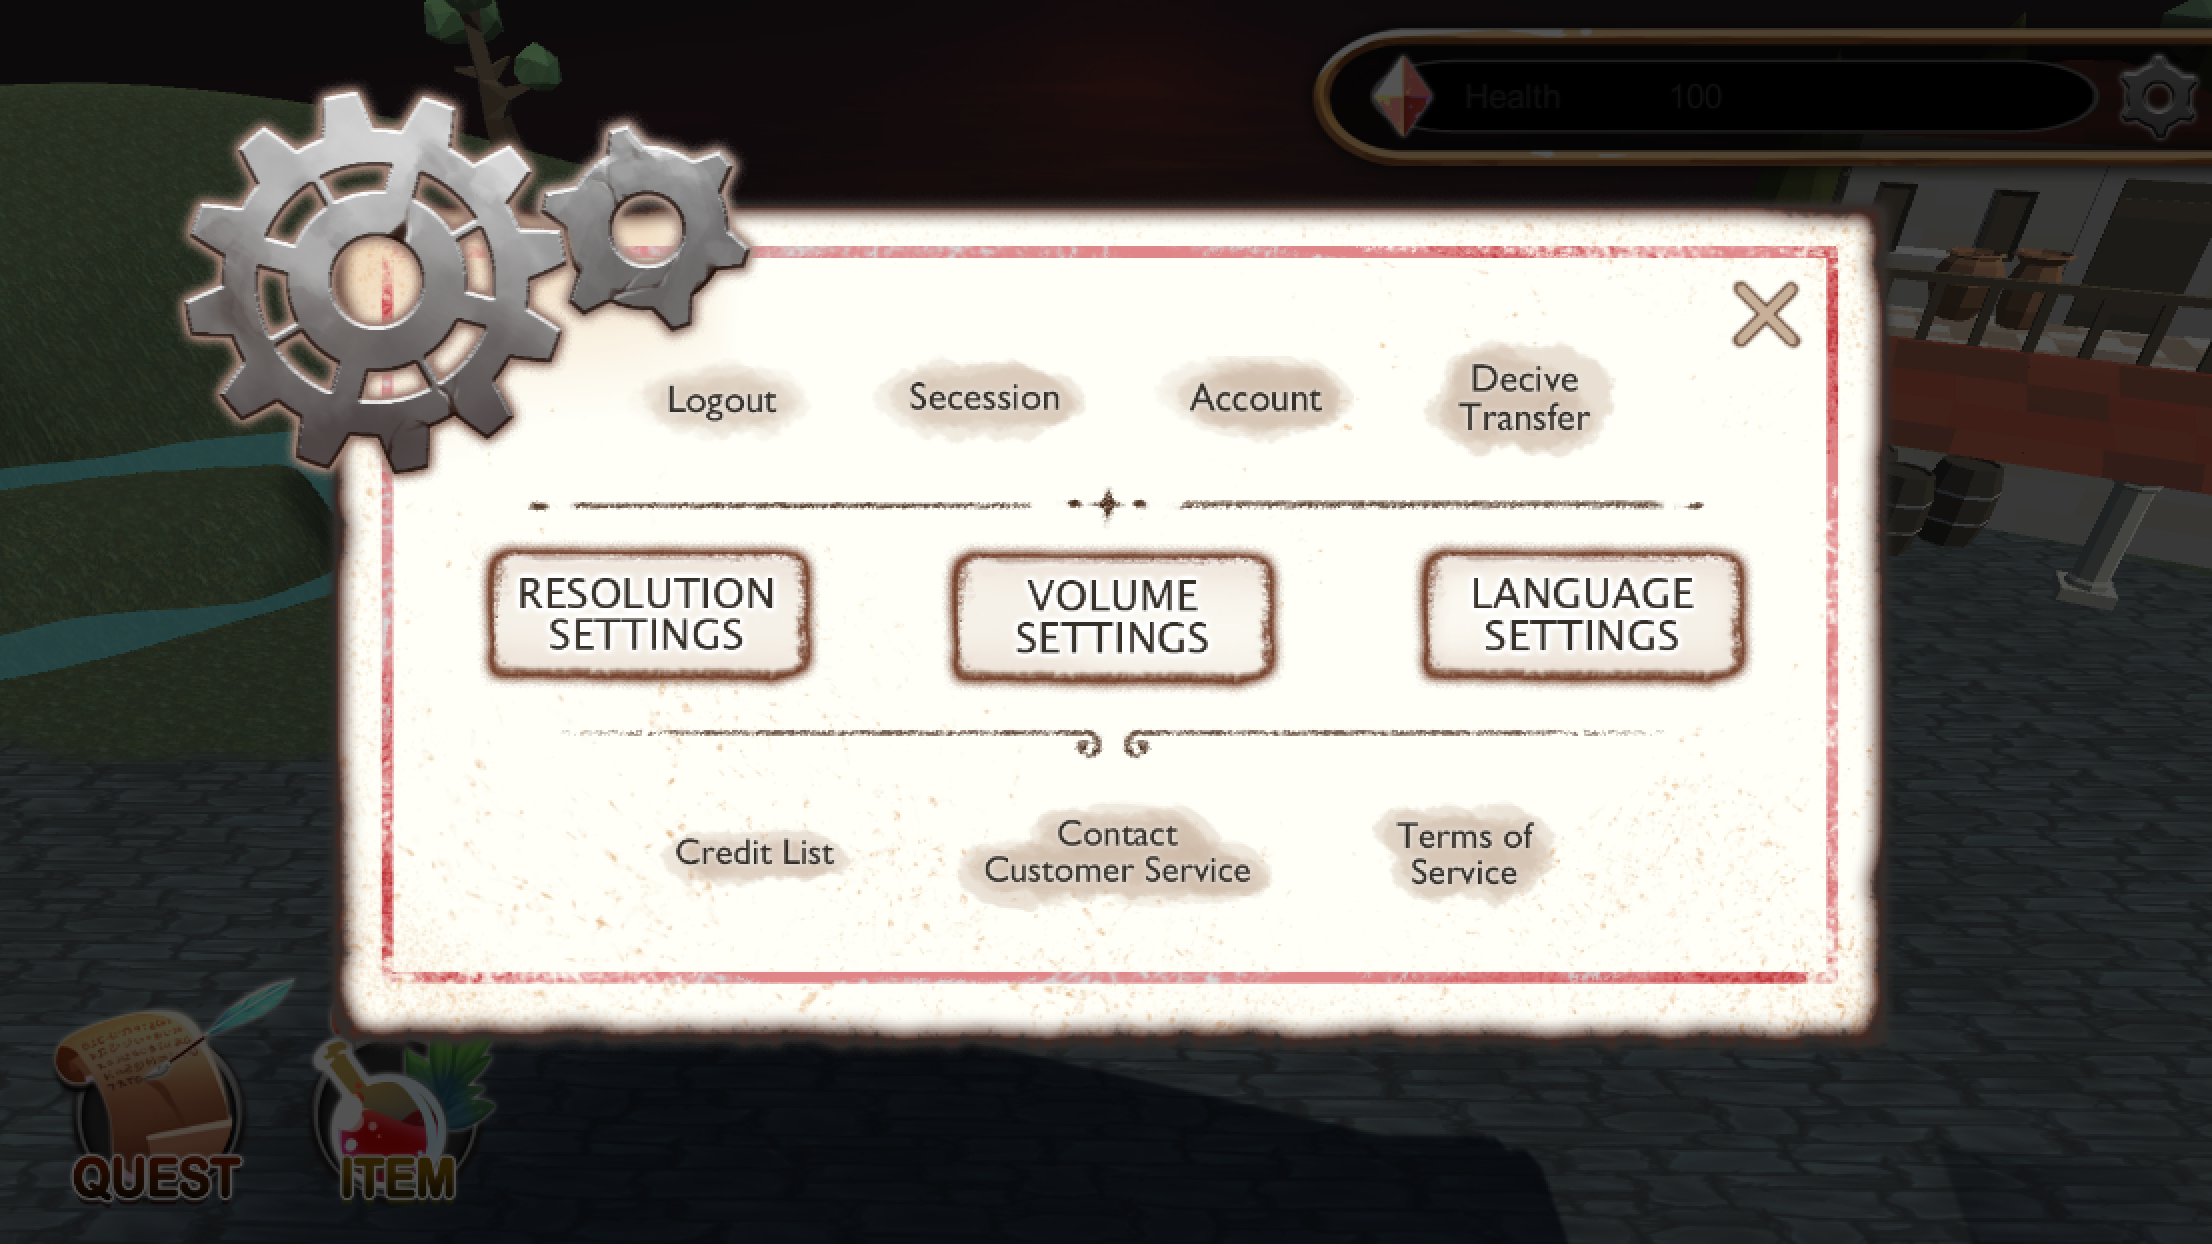 Health 100
Logout
Secession
Account
Decive
Transfer
RESOLUTION
SETTINGS
VOLUME
SETTINGS
LANGUAGE
SETTINGS
Credit List
Contact
Customer Service
Terms of
Service
QUEST
ITEM